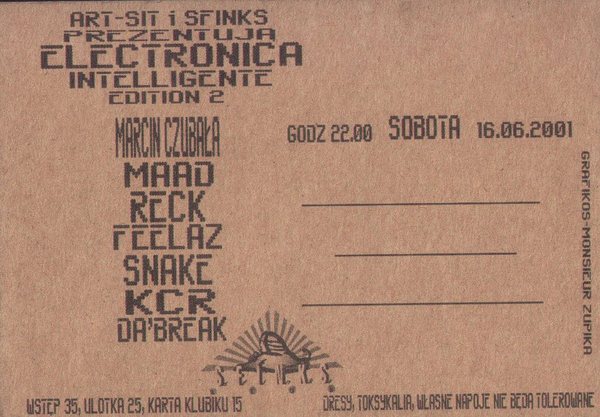 ART-SIT i SFINKS
PREZENTUJĄ
ELECTRONICA
INTELLIGENTE
EDITION 2
MARCIN CZUBAŁA
MAAD
RECK
FEELAZ
SNAKE
KCR
DA'BREAK
GODZ 22.00 SOBOTA 16.06.2001
GRAFIKOS-MONSIEUR ZUPIKA
SFINKS
WSTĘP 35, ULOTKA 25, KARTA KLUBIKU 15
DRESY, TOKSYKALIA, WŁASNE NAPOJE NIE BĘDĄ TOLEROWANE